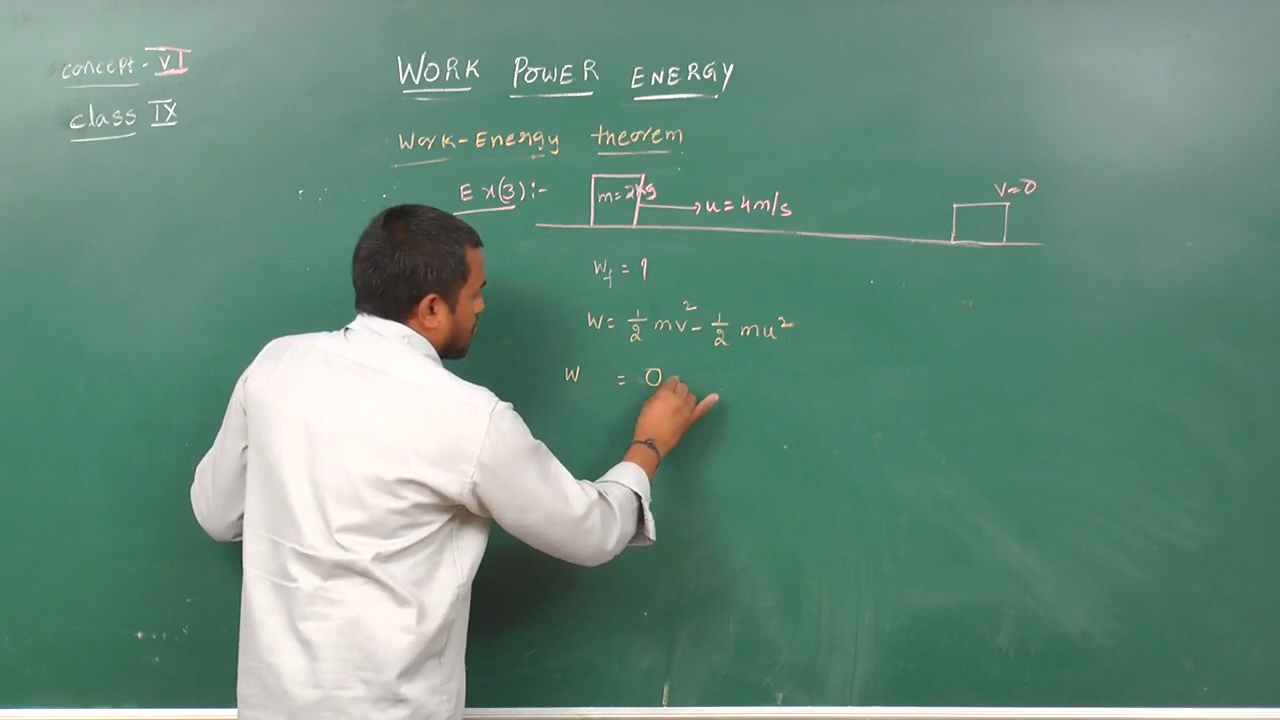 concept - VI
class IX
WORK POWER ENERGY
Work-Energy theorem
Ex(3):-
m=2kg
u=4m/s
v=0
W_f = ?
W = 1/2 mv² - 1/2 mu²
W = 0